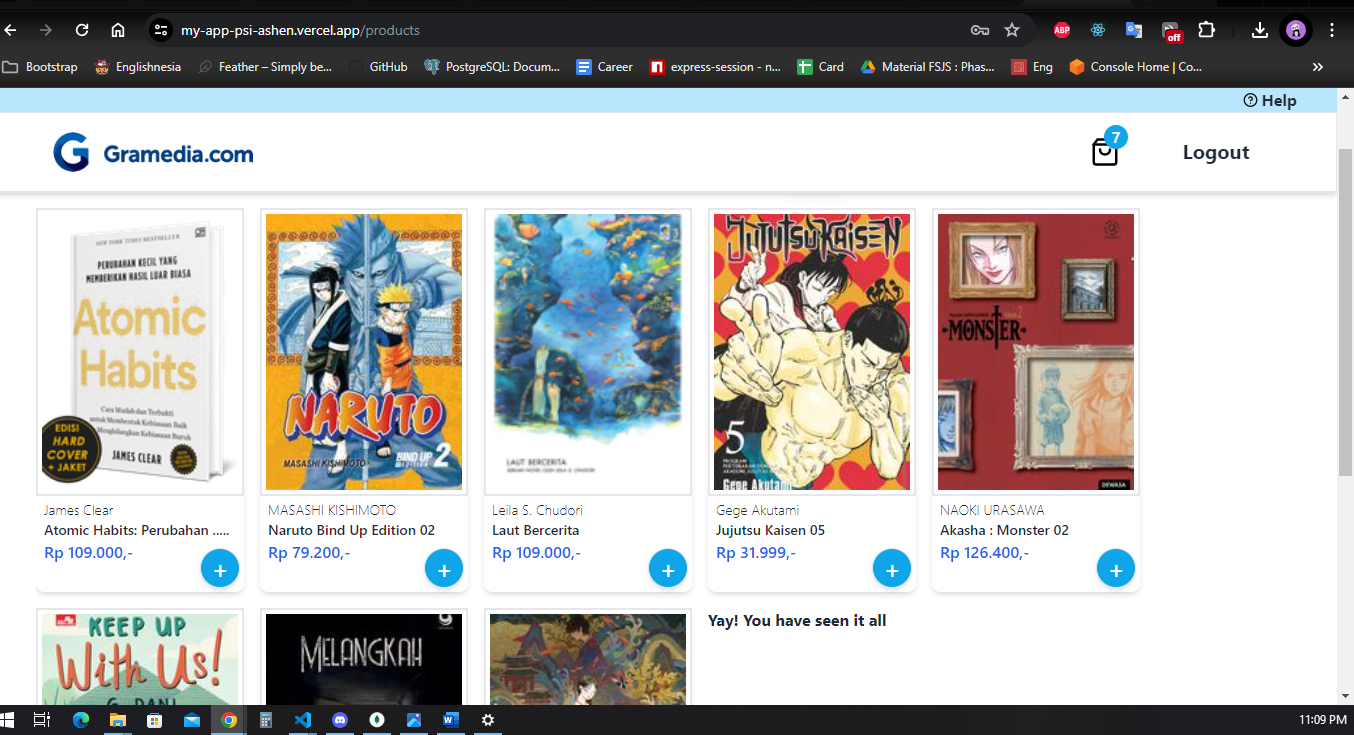 my-app-psi-ashen.vercel.app/products
ABP
off
Bootstrap
Englishnesia
Feather – Simply be...
GitHub
PostgreSQL: Docum...
Career
express-session - n...
Card
Material FSJS : Phas...
Eng
Console Home | Co...
»
Help
7
G Gramedia.com
Logout
NEW YORK TIMES BESTSELLER
PERUBAHAN KECIL YANG
MEMBERIKAN HASIL LUAR BIASA
Atomic
Habits
Cara Mudah dan Terbukti
untuk Membentuk Kebiasaan Baik
Menghilangkan Kebiasaan Buruk
EDISI
HARD
COVER
+ JAKET
JAMES CLEAR
James Clear
Atomic Habits: Perubahan .....
Rp 109.000,-
+
NARUTO
MASASHI KISHIMOTO
BIND UP
EDITION 2
MASASHI KISHIMOTO
Naruto Bind Up Edition 02
Rp 79.200,-
+
LAUT BERCERITA
Leila S. Chudori
Laut Bercerita
Rp 109.000,-
+
JUJUTSU KAISEN
5
Gege Akutami
Gege Akutami
Jujutsu Kaisen 05
Rp 31.999,-
+
NAOKI URASAWA'S
MONSTER
DEWASA
NAOKI URASAWA
Akasha : Monster 02
Rp 126.400,-
+
KEEP UP
With Us!
MELANGKAH
Yay! You have seen it all
11:09 PM